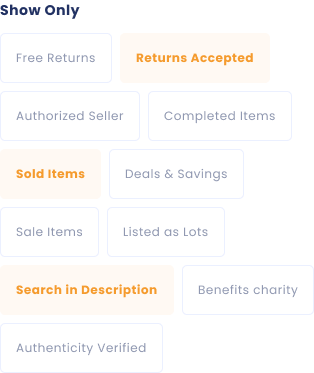 Show Only
Free Returns Returns Accepted
Authorized Seller Completed Items
Sold Items Deals & Savings
Sale Items Listed as Lots
Search in Description Benefits charity
Authenticity Verified